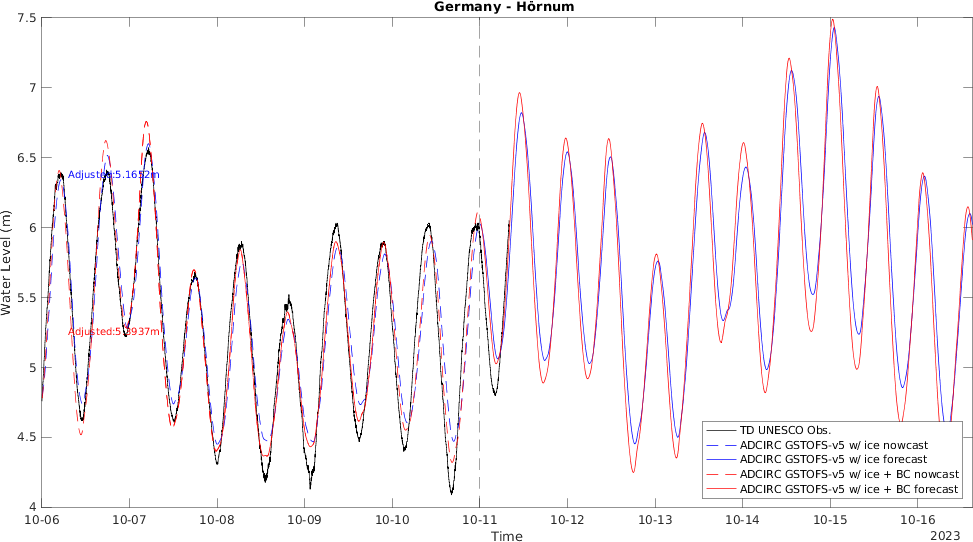 Germany - Hörnum
7.5
7
6.5
6
5.5
5
4.5
4
Water Level (m)
Adjusted:5.1652m
Adjusted:5.3937m
TD UNESCO Obs.
ADCIRC GSTOFS-v5 w/ ice nowcast
ADCIRC GSTOFS-v5 w/ ice forecast
ADCIRC GSTOFS-v5 w/ ice + BC nowcast
ADCIRC GSTOFS-v5 w/ ice + BC forecast
10-06 10-07 10-08 10-09 10-10 10-11 10-12 10-13 10-14 10-15 10-16
Time
2023